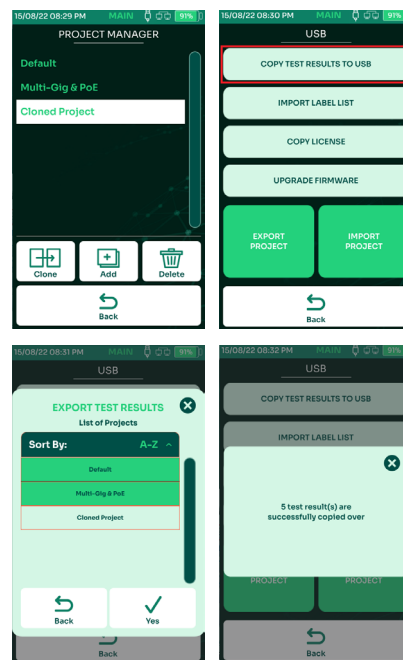 15/08/22 08:29 PM MAIN 91%
PROJECT MANAGER
Default
Multi-Gig & PoE
Cloned Project
Clone Add Delete
Back
15/08/22 08:30 PM MAIN 91%
USB
COPY TEST RESULTS TO USB
IMPORT LABEL LIST
COPY LICENSE
UPGRADE FIRMWARE
EXPORT
PROJECT
IMPORT
PROJECT
Back
15/08/22 08:31 PM MAIN 91%
USB
EXPORT TEST RESULTS
List of Projects
Sort By: A-Z
Default
Multi-Gig & PoE
Cloned Project
Back Yes
Back
15/08/22 08:32 PM MAIN 91%
USB
COPY TEST RESULTS TO USB
IMPORT LABEL LIST
5 test result(s) are
successfully copied over
PROJECT PROJECT
Back